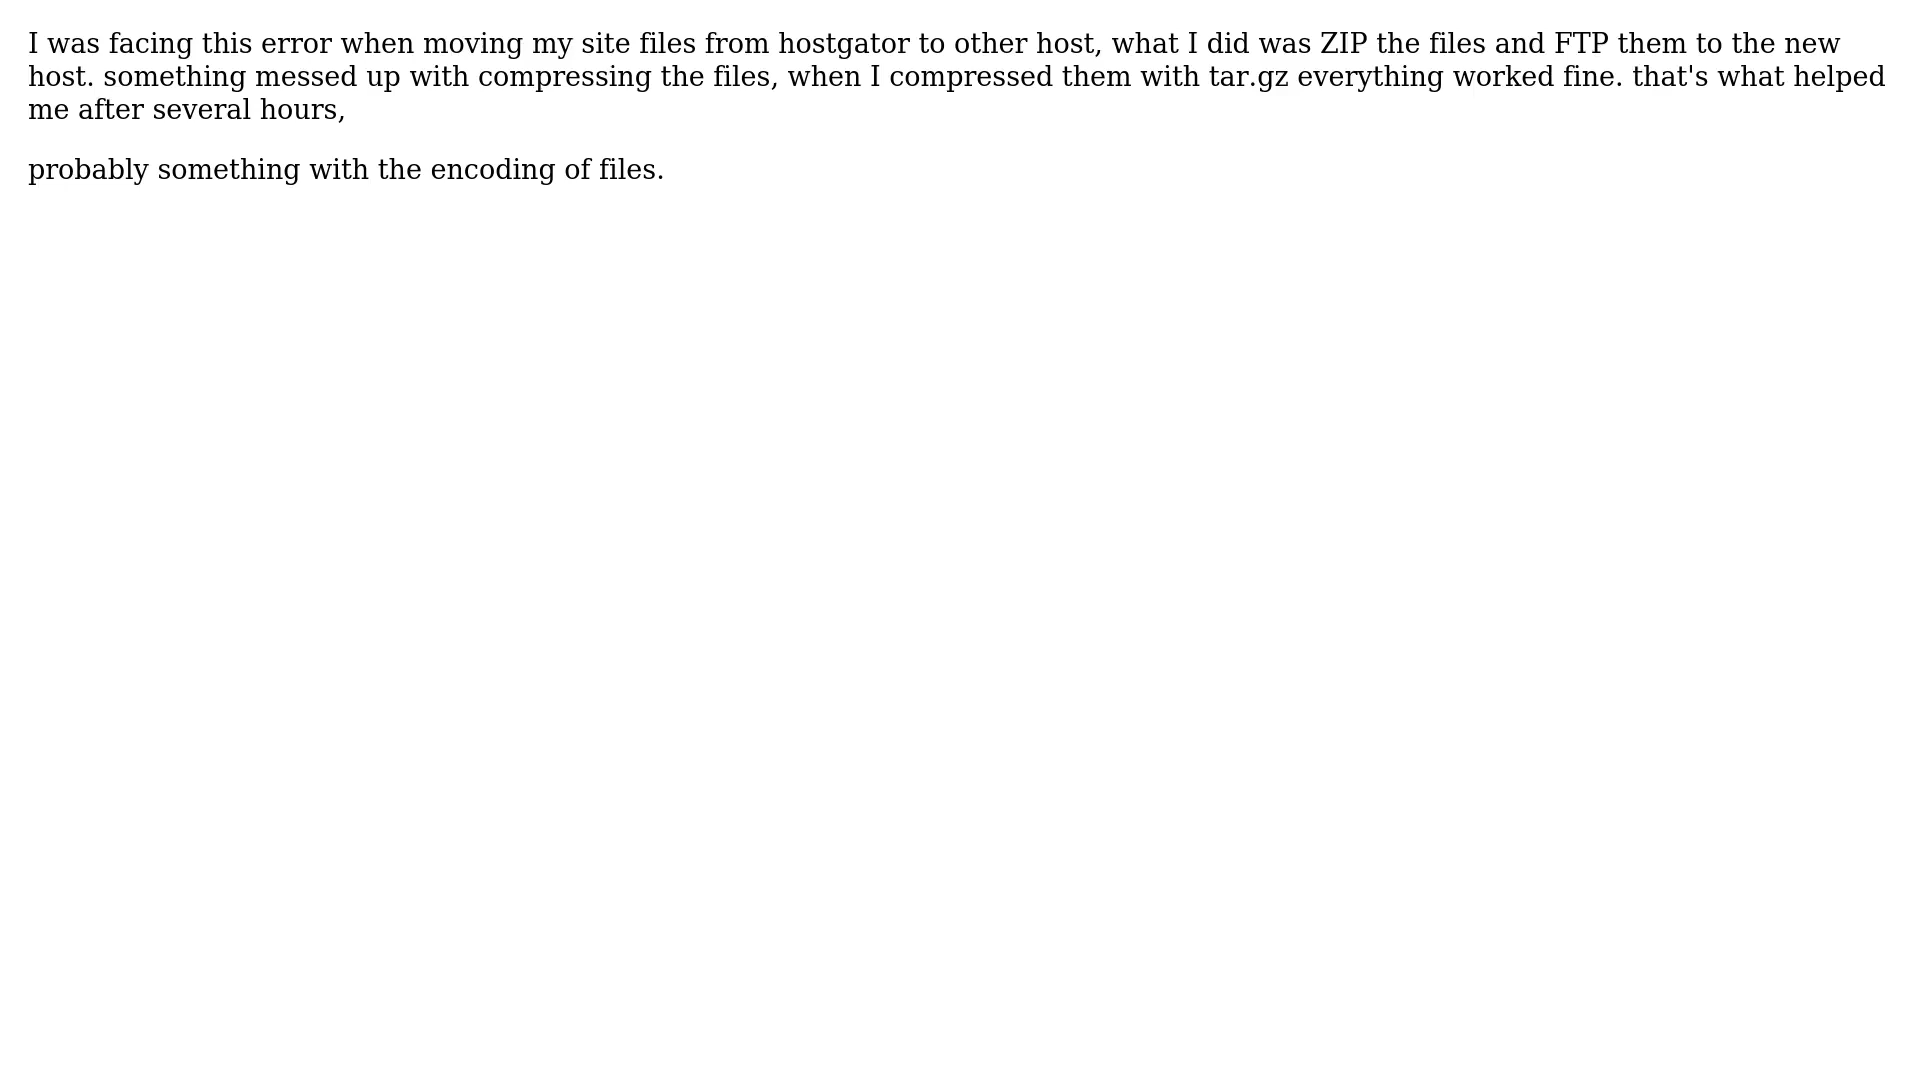 I was facing this error when moving my site files from hostgator to other host, what I did was ZIP the files and FTP them to the new
host. something messed up with compressing the files, when I compressed them with tar.gz everything worked fine. that's what helped
me after several hours,
probably something with the encoding of files.